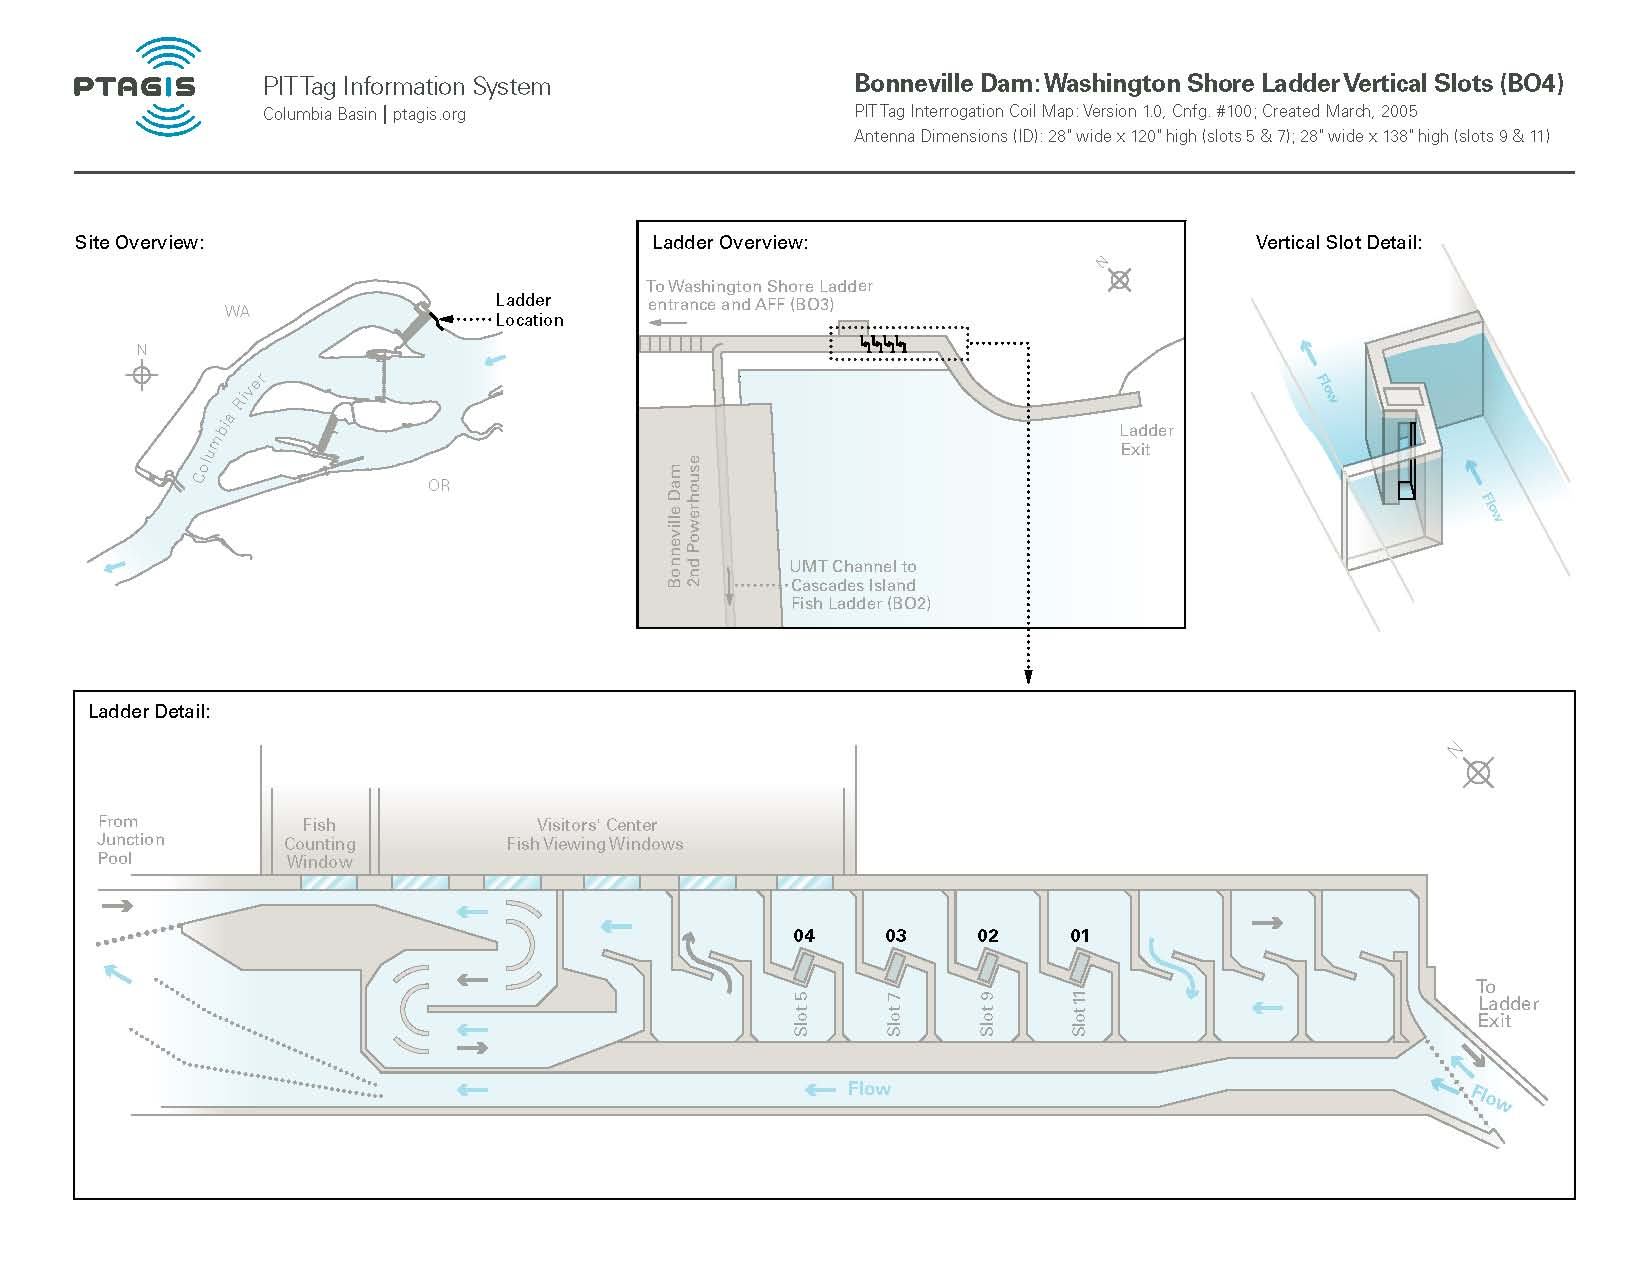 PTAGIS
PIT Tag Information System
Columbia Basin | ptagis.org
Bonneville Dam: Washington Shore Ladder Vertical Slots (BO4)
PIT Tag Interrogation Coil Map: Version 1.0, Cnfg. #100; Created March, 2005
Antenna Dimensions (ID): 28" wide x 120" high (slots 5 & 7); 28" wide x 138" high (slots 9 & 11)
Site Overview:
WA
N
Columbia River
OR
Ladder
Location
Ladder Overview:
N
To Washington Shore Ladder
entrance and AFF (BO3)
Ladder
Exit
Bonneville Dam
2nd Powerhouse
UMT Channel to
Cascades Island
Fish Ladder (BO2)
Vertical Slot Detail:
Flow
Flow
Ladder Detail:
N
From
Junction
Pool
Fish
Counting
Window
Visitors' Center
Fish Viewing Windows
04
03
02
01
Slot 5
Slot 7
Slot 9
Slot 11
To
Ladder
Exit
Flow
Flow